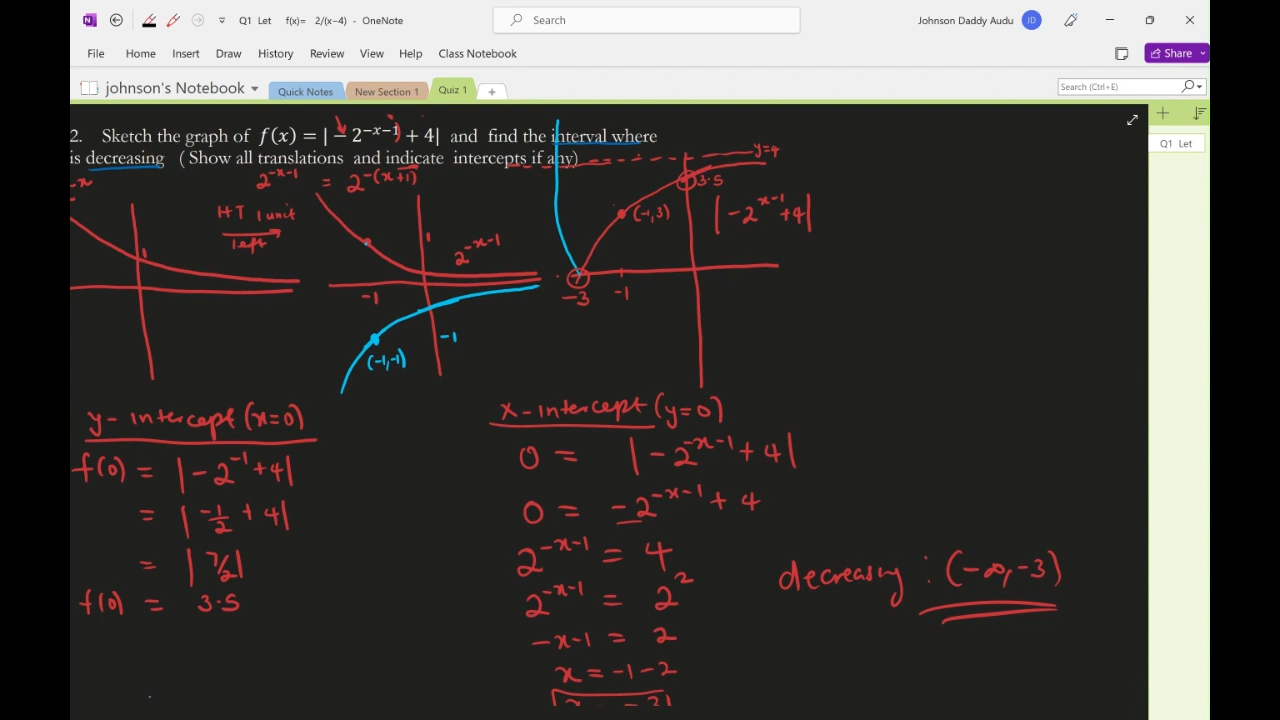 Q1 Let f(x)= 2/(x−4) - OneNote
Search
Johnson Daddy Audu
JD
File Home Insert Draw History Review View Help Class Notebook
Share
johnson's Notebook
Quick Notes
New Section 1
Quiz 1
Search (Ctrl+E)
Q1 Let
2. Sketch the graph of f(x) = | − 2^{−x−1} + 4| and find the interval where
is decreasing ( Show all translations and indicate intercepts if any)
y=4
-x
2^{-x-1} = 2^{-(x+1)}
HT 1unit
left
1
1
2^{-x-1}
-1
-1
(-1,-1)
3.5
(-1,3)
|-2^{x-1}+4|
-3
-1
y- intercept (x=0)
f(0) = |-2^{-1}+4|
= |-1/2 + 4|
= |7/2|
f(0) = 3.5
x-intercept (y=0)
0 = |-2^{-x-1}+4|
0 = -2^{-x-1}+4
2^{-x-1} = 4
2^{-x-1} = 2^2
-x-1 = 2
x = -1-2
decreasing : (-∞,-3)